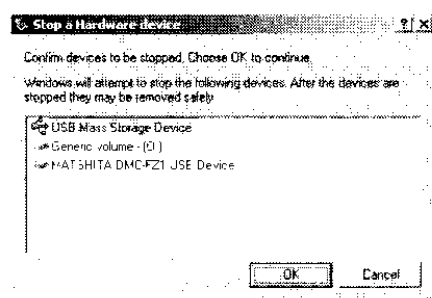 Stop a Hardware device
Confirm devices to be stopped, Choose OK to continue.
Windows will attempt to stop the following devices. After the devices are
stopped they may be removed safely.
USB Mass Storage Device
Generic volume -
MATSHITA DMC-FZ1 USB Device
OK Cancel